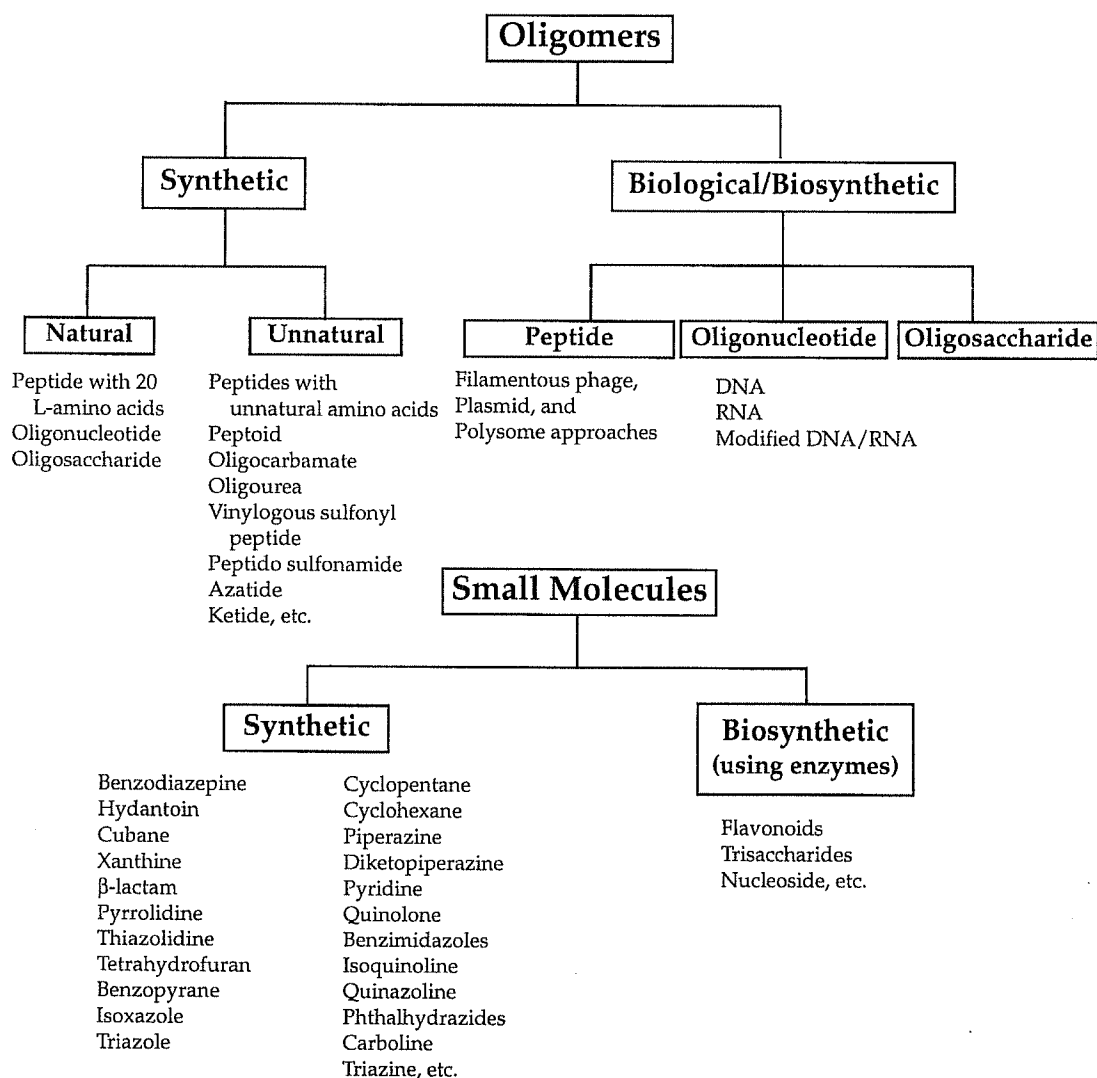 Oligomers
Synthetic
Biological/Biosynthetic
Natural
Unnatural
Peptide
Oligonucleotide
Oligosaccharide
Peptide with 20
L-amino acids
Oligonucleotide
Oligosaccharide
Peptides with
unnatural amino acids
Peptoid
Oligocarbamate
Oligourea
Vinylogous sulfonyl
peptide
Peptido sulfonamide
Azatide
Ketide, etc.
Filamentous phage,
Plasmid, and
Polysome approaches
DNA
RNA
Modified DNA/RNA
Small Molecules
Synthetic
Biosynthetic
(using enzymes)
Benzodiazepine
Hydantoin
Cubane
Xanthine
β-lactam
Pyrrolidine
Thiazolidine
Tetrahydrofuran
Benzopyrane
Isoxazole
Triazole
Cyclopentane
Cyclohexane
Piperazine
Diketopiperazine
Pyridine
Quinolone
Benzimidazoles
Isoquinoline
Quinazoline
Phthalhydrazides
Carboline
Triazine, etc.
Flavonoids
Trisaccharides
Nucleoside, etc.